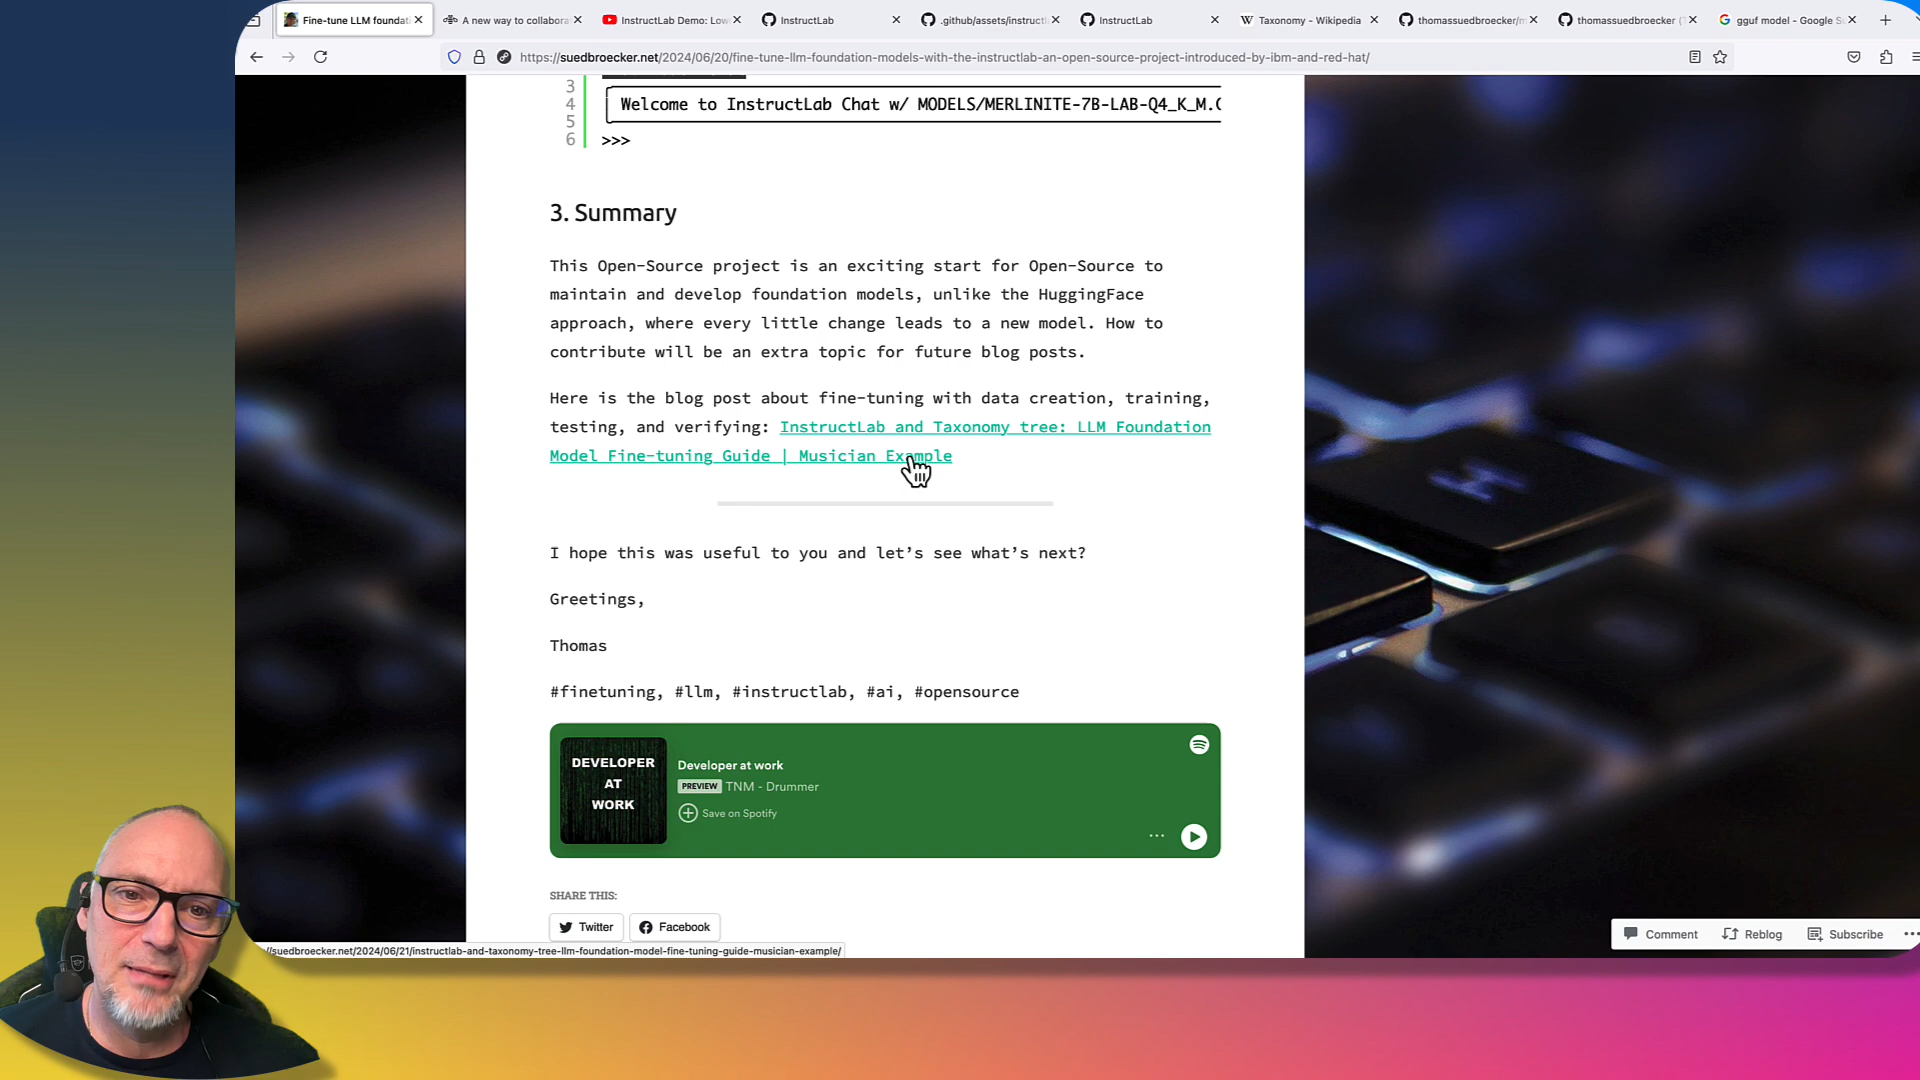 Fine-tune LLM foundati
A new way to collabora
InstructLab Demo: Low
InstructLab
.github/assets/instructl
InstructLab
Taxonomy - Wikipedia
thomassuedbroecker/m
thomassuedbroecker (T
gguf model - Google Se
https://suedbroecker.net/2024/06/20/fine-tune-llm-foundation-models-with-the-instructlab-an-open-source-project-introduced-by-ibm-and-red-hat/
3
4 Welcome to InstructLab Chat w/ MODELS/MERLINITE-7B-LAB-Q4_K_M.G
5
6 >>>
3. Summary
This Open-Source project is an exciting start for Open-Source to
maintain and develop foundation models, unlike the HuggingFace
approach, where every little change leads to a new model. How to
contribute will be an extra topic for future blog posts.
Here is the blog post about fine-tuning with data creation, training,
testing, and verifying: InstructLab and Taxonomy tree: LLM Foundation
Model Fine-tuning Guide | Musician Example
I hope this was useful to you and let's see what's next?
Greetings,
Thomas
#finetuning, #llm, #instructlab, #ai, #opensource
DEVELOPER
AT
WORK
Developer at work
PREVIEW TNM - Drummer
Save on Spotify
SHARE THIS:
Twitter
Facebook
Comment
Reblog
Subscribe
/suedbroecker.net/2024/06/21/instructlab-and-taxonomy-tree-llm-foundation-model-fine-tuning-guide-musician-example/